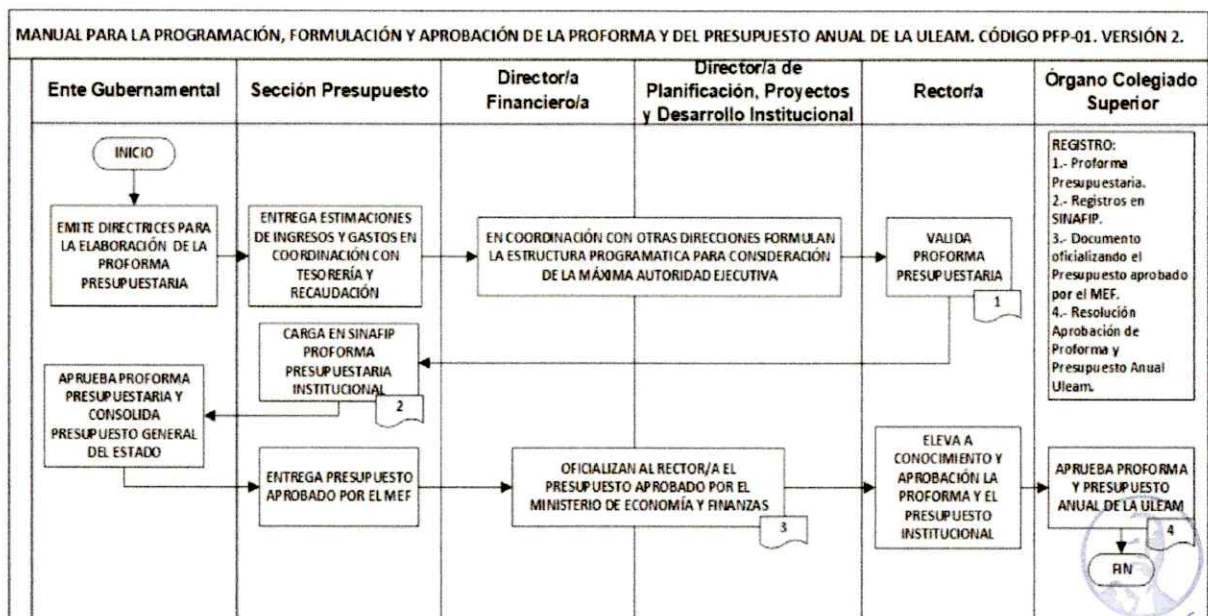 MANUAL PARA LA PROGRAMACIÓN, FORMULACIÓN Y APROBACIÓN DE LA PROFORMA Y DEL PRESUPUESTO ANUAL DE LA ULEAM. CÓDIGO PFP-01. VERSIÓN 2.
Ente Gubernamental
Sección Presupuesto
Director/a
Financiero/a
Director/a de
Planificación, Proyectos
y Desarrollo Institucional
Rector/a
Órgano Colegiado
Superior
INICIO
EMITE DIRECTRICES PARA
LA ELABORACIÓN DE LA
PROFORMA
PRESUPUESTARIA
ENTREGA ESTIMACIONES
DE INGRESOS Y GASTOS EN
COORDINACIÓN CON
TESORERÍA Y
RECAUDACIÓN
EN COORDINACIÓN CON OTRAS DIRECCIONES FORMULAN
LA ESTRUCTURA PROGRAMATICA PARA CONSIDERACIÓN
DE LA MÁXIMA AUTORIDAD EJECUTIVA
VALIDA
PROFORMA
PRESUPUESTARIA
1
REGISTRO:
1.- Proforma
Presupuestaria.
2.- Registros en
SINAFIP.
3.- Documento
oficializando el
Presupuesto aprobado
por el MEF.
4.- Resolución
Aprobación de
Proforma y
Presupuesto Anual
Uleam.
CARGA EN SINAFIP
PROFORMA
PRESUPUESTARIA
INSTITUCIONAL
2
APRUEBA PROFORMA
PRESUPUESTARIA Y
CONSOLIDA
PRESUPUESTO GENERAL
DEL ESTADO
ENTREGA PRESUPUESTO
APROBADO POR EL MEF
OFICIALIZAN AL RECTOR/A EL
PRESUPUESTO APROBADO POR EL
MINISTERIO DE ECONOMÍA Y FINANZAS
3
ELEVA A
CONOCIMIENTO Y
APROBACIÓN LA
PROFORMA Y EL
PRESUPUESTO
INSTITUCIONAL
APRUEBA PROFORMA
Y PRESUPUESTO
ANUAL DE LA ULEAM
4
FIN